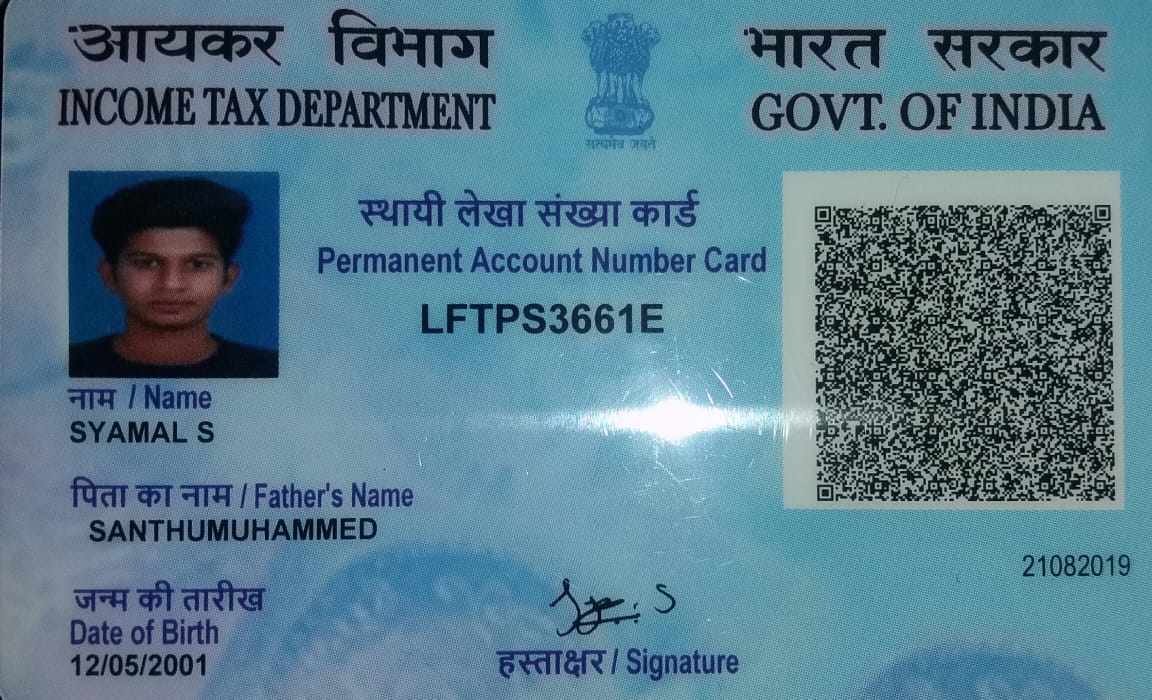 आयकर विभाग
INCOME TAX DEPARTMENT
सत्यमेव जयते
भारत सरकार
GOVT. OF INDIA
स्थायी लेखा संख्या कार्ड
Permanent Account Number Card
LFTPS3661E
नाम / Name
SYAMAL S
पिता का नाम / Father's Name
SANTHUMUHAMMED
21082019
जन्म की तारीख
Date of Birth
12/05/2001
हस्ताक्षर / Signature